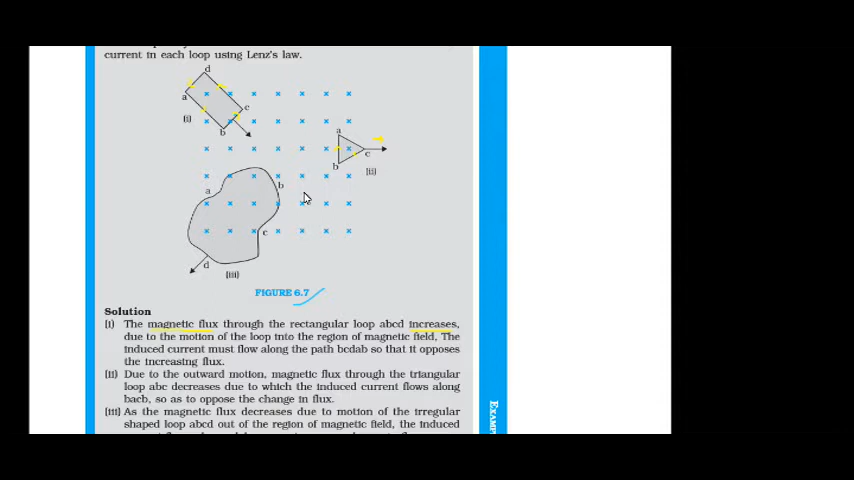 current in each loop using Lenz's law.
d
a
c
(i)
b
a
c
b
(ii)
a
b
c
d
(iii)
FIGURE 6.7
Solution
(i) The magnetic flux through the rectangular loop abcd increases,
due to the motion of the loop into the region of magnetic field, The
induced current must flow along the path bcdab so that it opposes
the increasing flux.
(ii) Due to the outward motion, magnetic flux through the triangular
loop abc decreases due to which the induced current flows along
bacb, so as to oppose the change in flux.
(iii) As the magnetic flux decreases due to motion of the irregular
shaped loop abcd out of the region of magnetic field, the induced
EXAMP